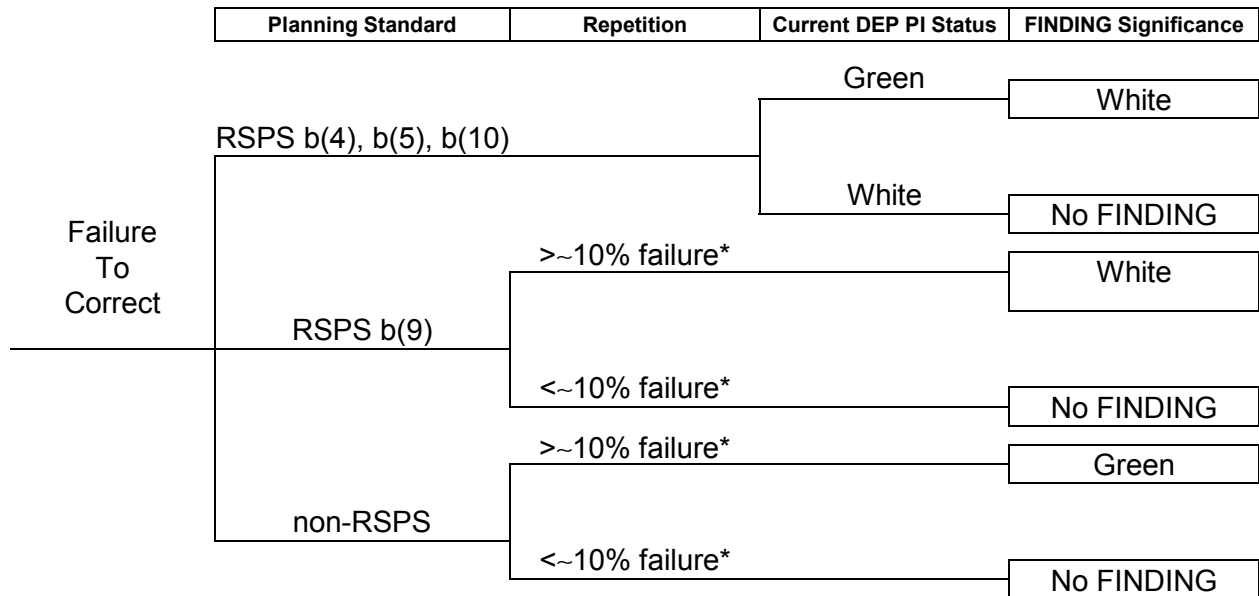 Planning Standard Repetition Current DEP PI Status FINDING Significance
Green
White
RSPS b(4), b(5), b(10)
White
No FINDING
Failure
To
Correct
>~10% failure*
White
RSPS b(9)
<~10% failure*
No FINDING
>~10% failure*
Green
non-RSPS
<~10% failure*
No FINDING